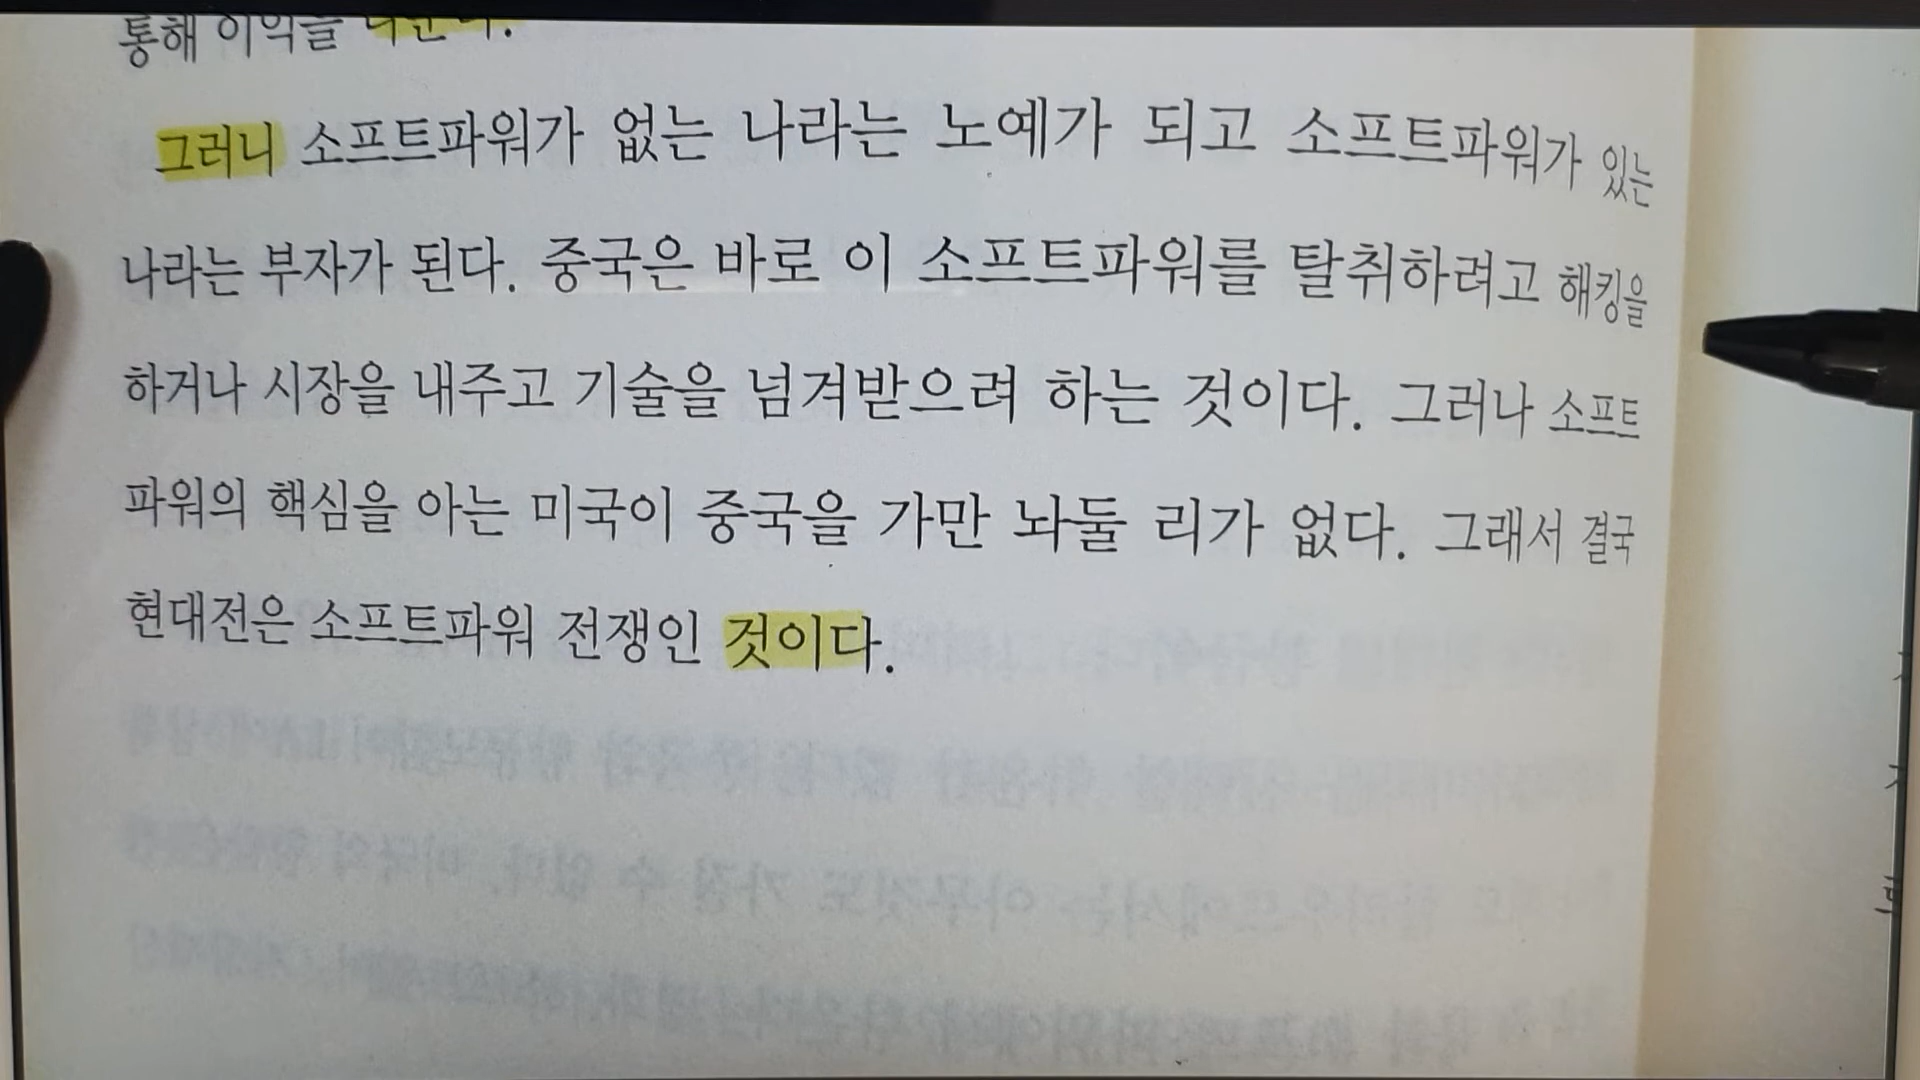 통해 이익을
그러니 소프트파워가 없는 나라는 노예가 되고 소프트파워가 있는
나라는 부자가 된다. 중국은 바로 이 소프트파워를 탈취하려고 해킹을
하거나 시장을 내주고 기술을 넘겨받으려 하는 것이다. 그러나 소프트
파워의 핵심을 아는 미국이 중국을 가만 놔둘 리가 없다. 그래서 결국
현대전은 소프트파워 전쟁인 것이다.